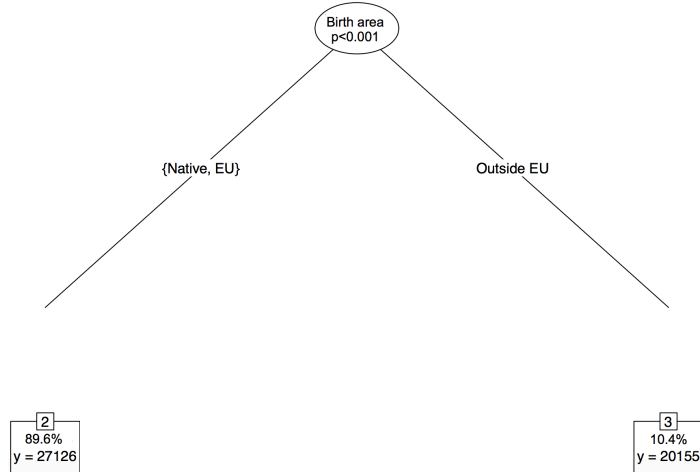 Birth area
p<0.001
{Native, EU}
Outside EU
2
89.6%
y = 27126
3
10.4%
y = 20155